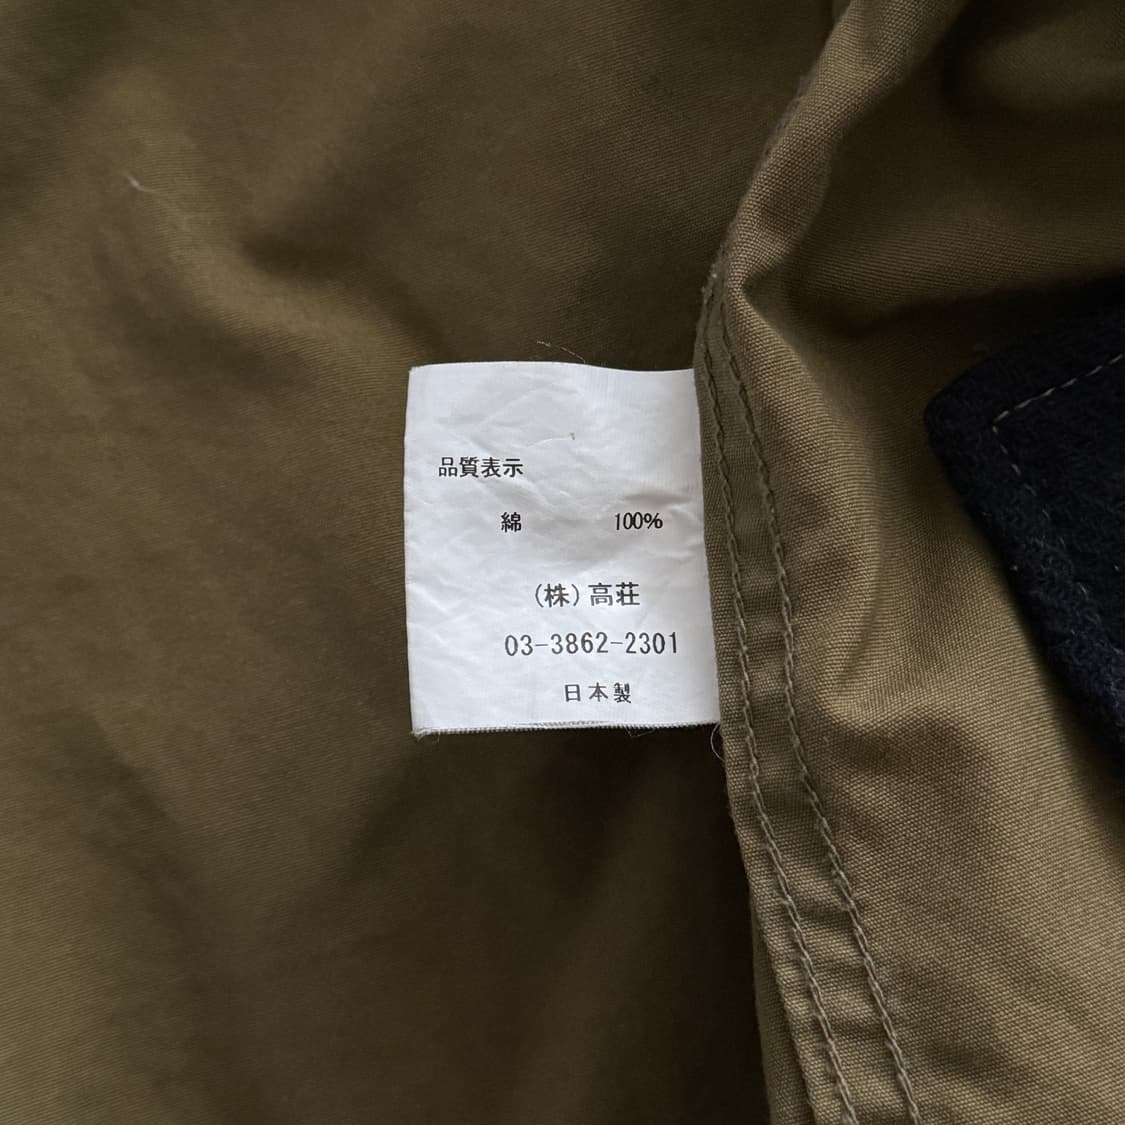 品質表示
綿 100%
(株)高荘
03-3862-2301
日本製